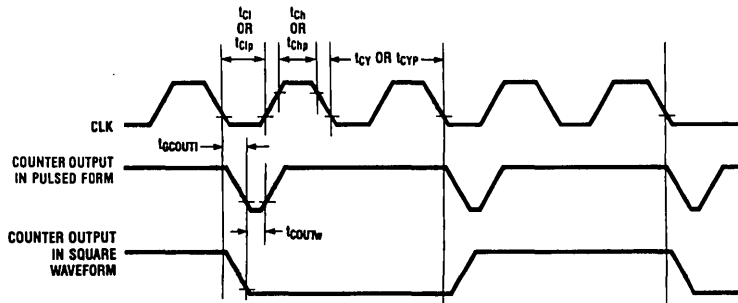 tCl
OR
tClp
tCh
OR
tChp
tCY OR tCYP
CLK
tGCOUTl
COUNTER OUTPUT
IN PULSED FORM
tCOUTw
COUNTER OUTPUT
IN SQUARE
WAVEFORM